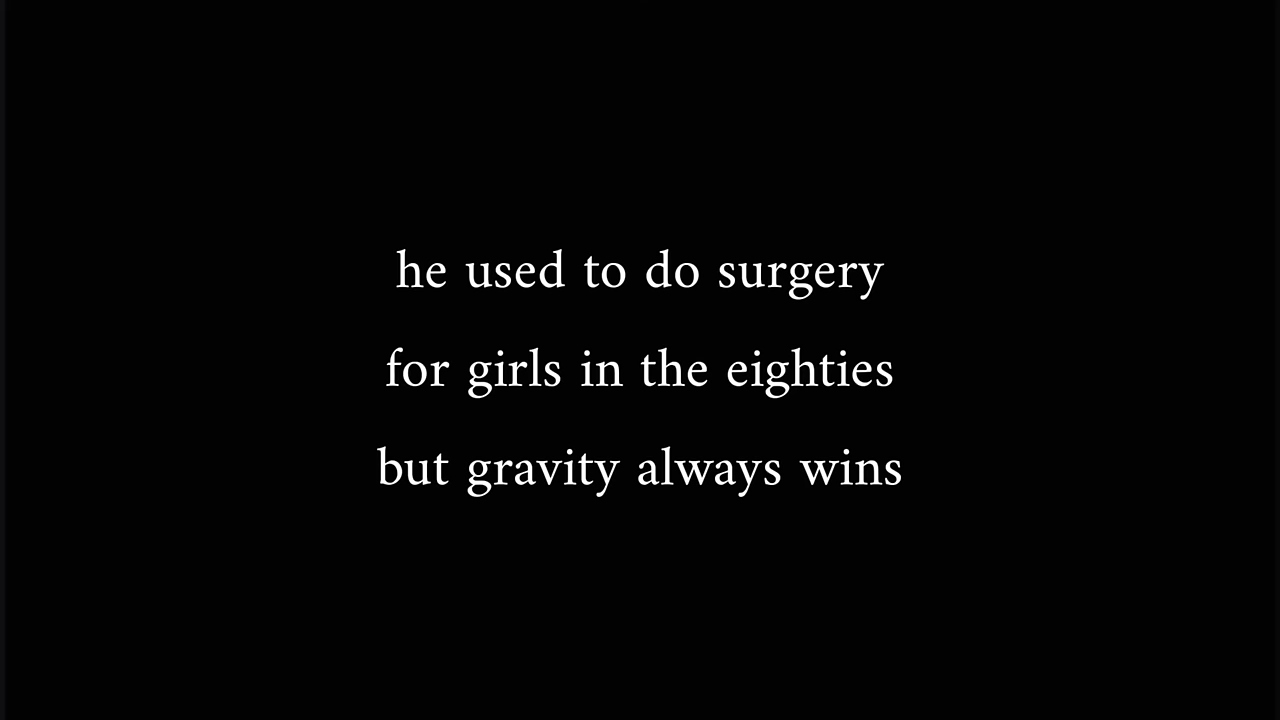 he used to do surgery
for girls in the eighties
but gravity always wins